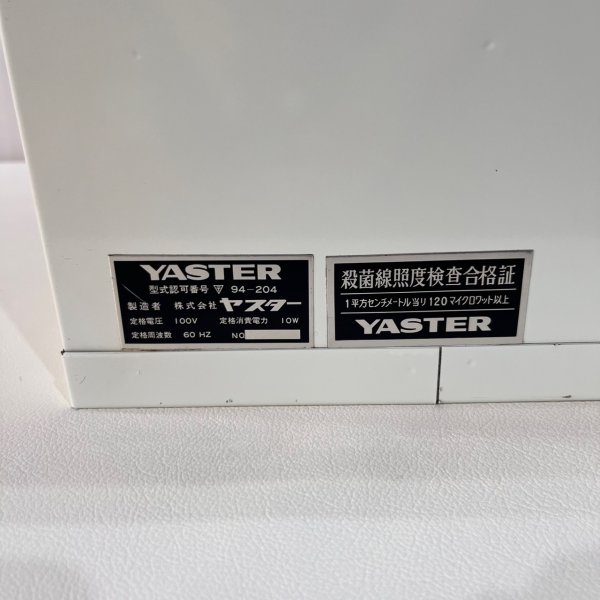 YASTER
型式認可番号 ▽ 94-204
製造者 株式会社 ヤスター
定格電圧 100V 定格消費電力 10W
定格周波数 60 HZ NO
殺菌線照度検査合格証
1平方センチメートル当り120マイクロワット以上
YASTER